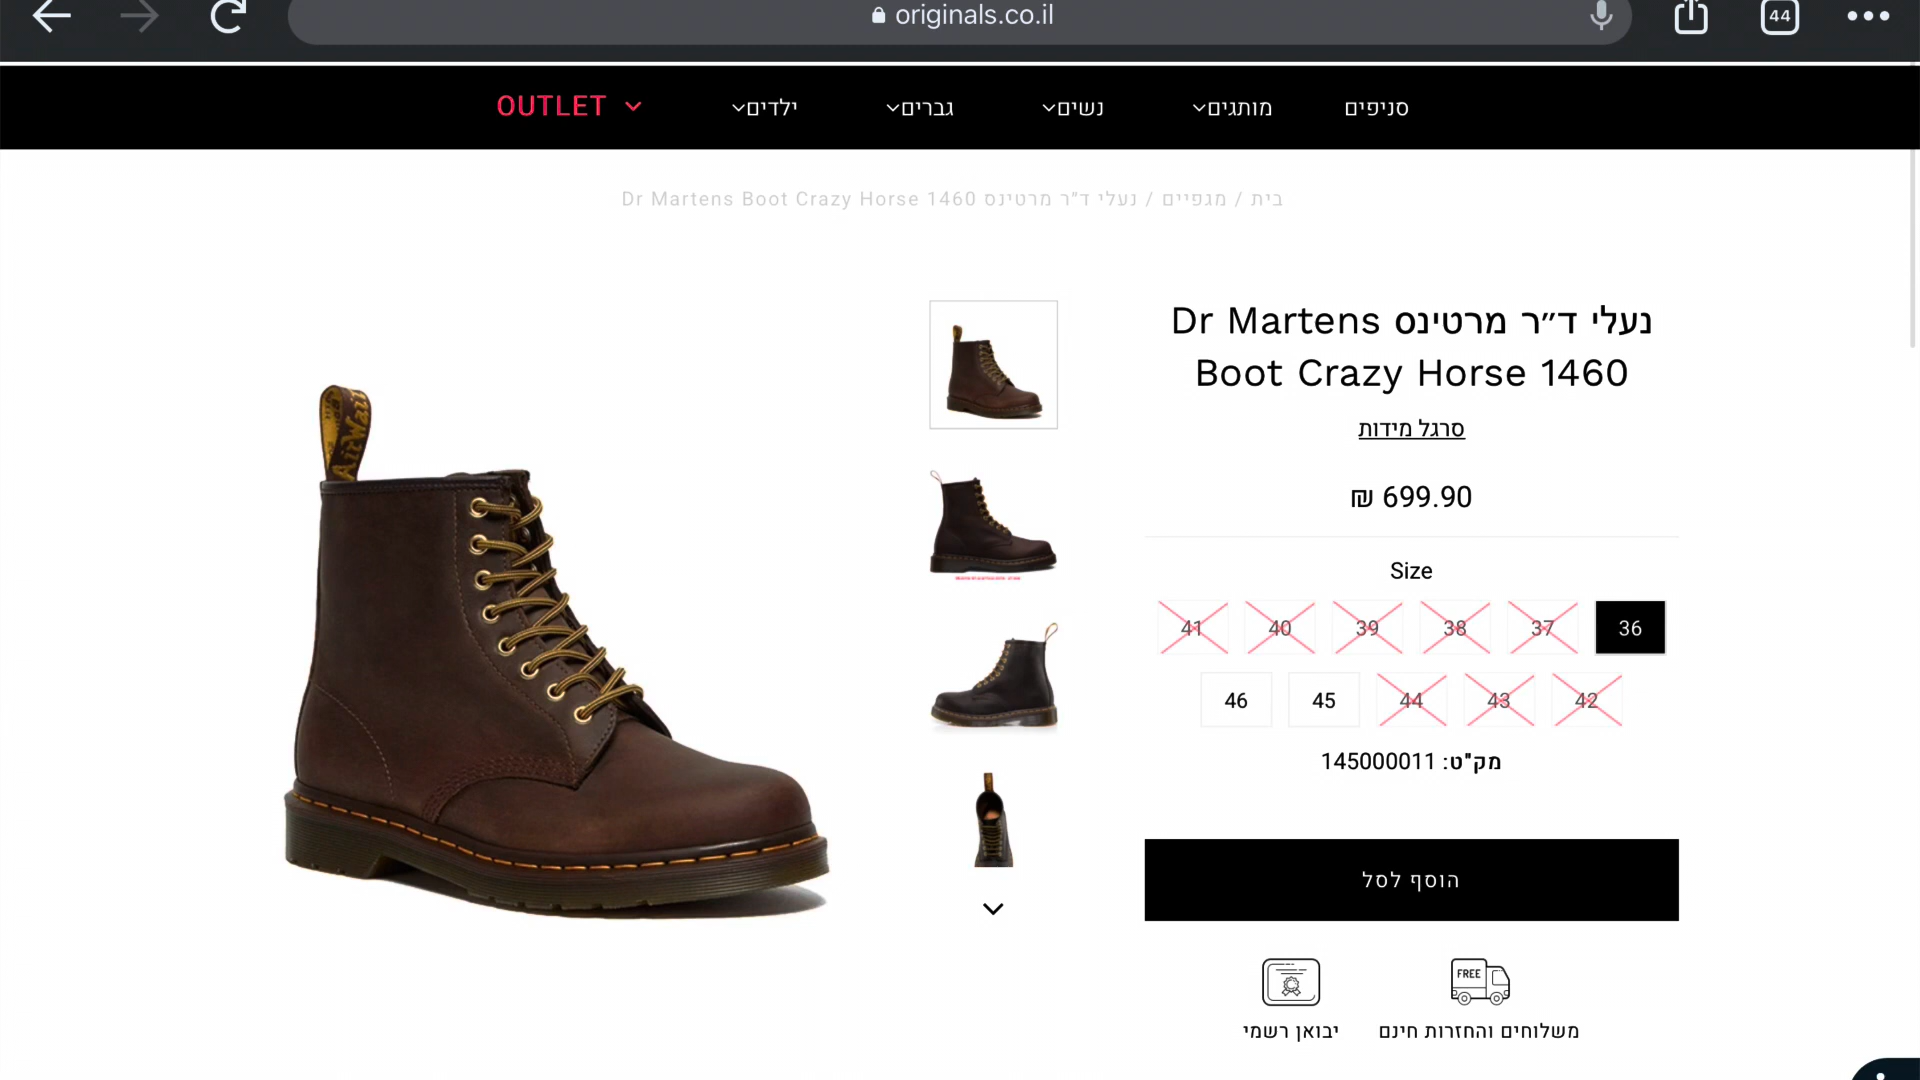 originals.co.il
44
סניפים
מותגים
נשים
גברים
ילדים
OUTLET
בית / מגפיים / נעלי ד״ר מרטינס Dr Martens Boot Crazy Horse 1460
נעלי ד״ר מרטינס Dr Martens
Boot Crazy Horse 1460
סרגל מידות
699.90 ₪
Size
36 37 38 39 40 41
42 43 44 45 46
מק"ט: 145000011
הוסף לסל
FREE
משלוחים והחזרות חינם
יבואן רשמי
AirWair